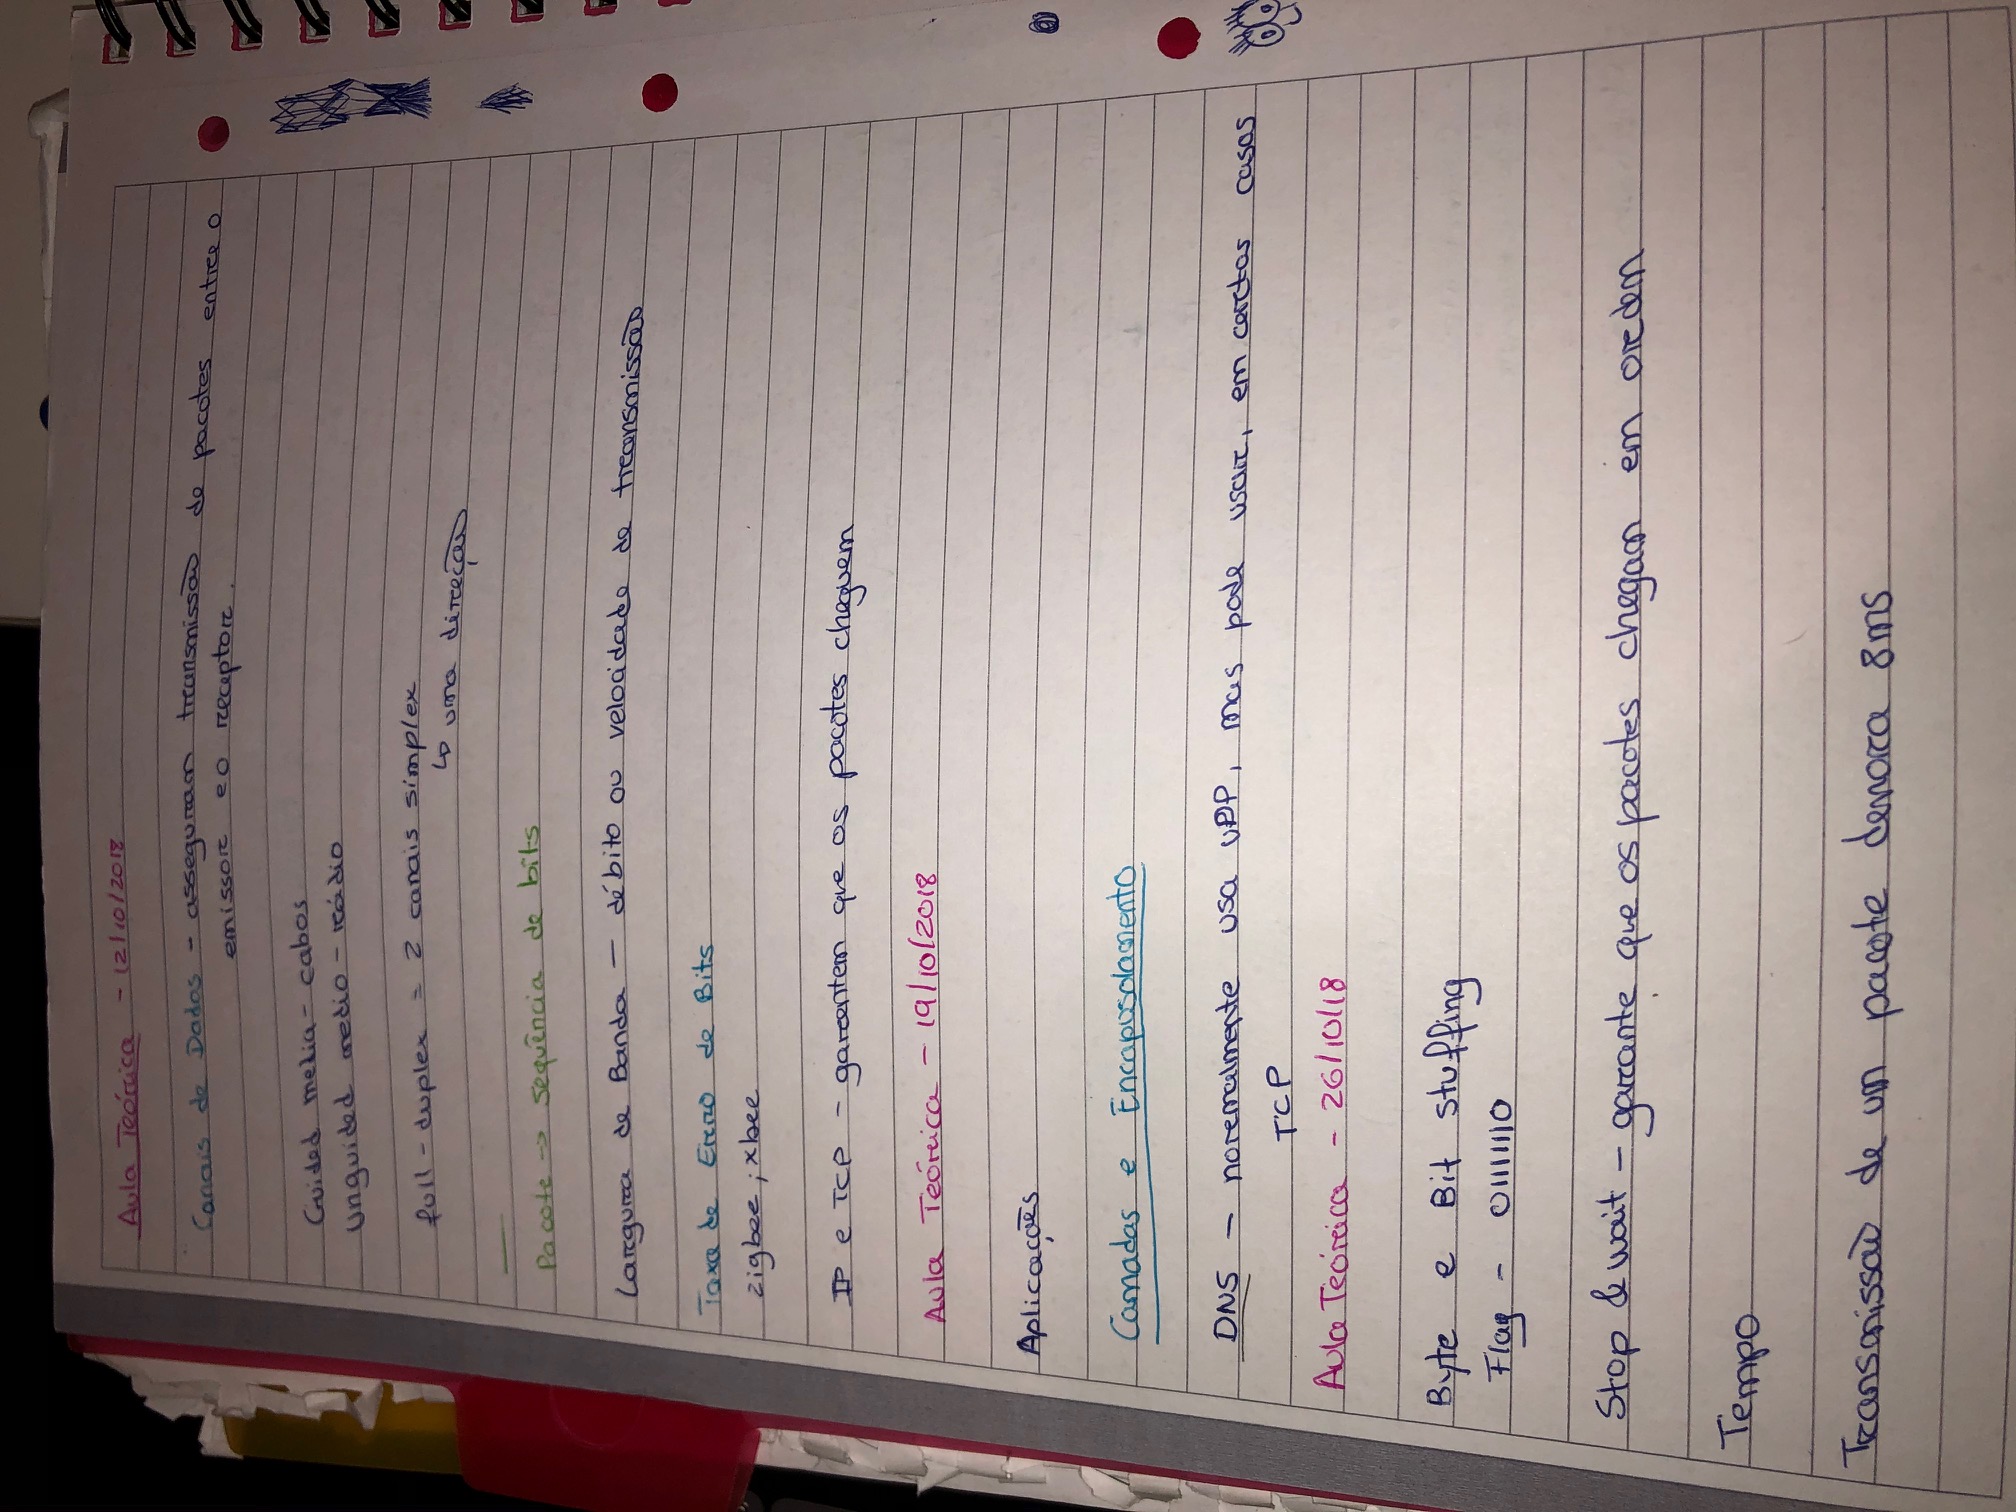 Aula Teórica - 12/10/2018
Canais de Dados - asseguram transmissão de pacotes entre o
emissor e o receptor.
Guided media - cabos
Unguided medio - rádio
full-duplex = 2 canais simplex
↳ uma direção
Pacote → sequência de bits
Largura de Banda - débito ou velocidade de transmissão
Taxa de Erro de Bits
zigbee ; xbee
IP e TCP - garantem que os pacotes cheguem
Aula Teórica - 19/10/2018
Aplicações
Camadas e Encapusolamento
DNS - normalmente usa UDP, mas pode usar, em certos casos
TCP
Aula Teórica - 26/10/18
Byte e Bit stuffing
Flag - 01111110
Stop & wait - garante que os pacotes chegam em ordem
Tempo
Transmissão de um pacote demora 8ms